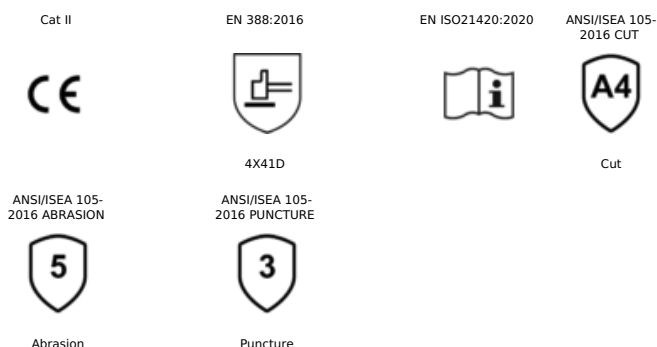 Cat II
EN 388:2016
EN ISO21420:2020
ANSI/ISEA 105-
2016 CUT
CE
i
A4
4X41D
Cut
ANSI/ISEA 105-
2016 ABRASION
ANSI/ISEA 105-
2016 PUNCTURE
5
3
Abrasion
Puncture